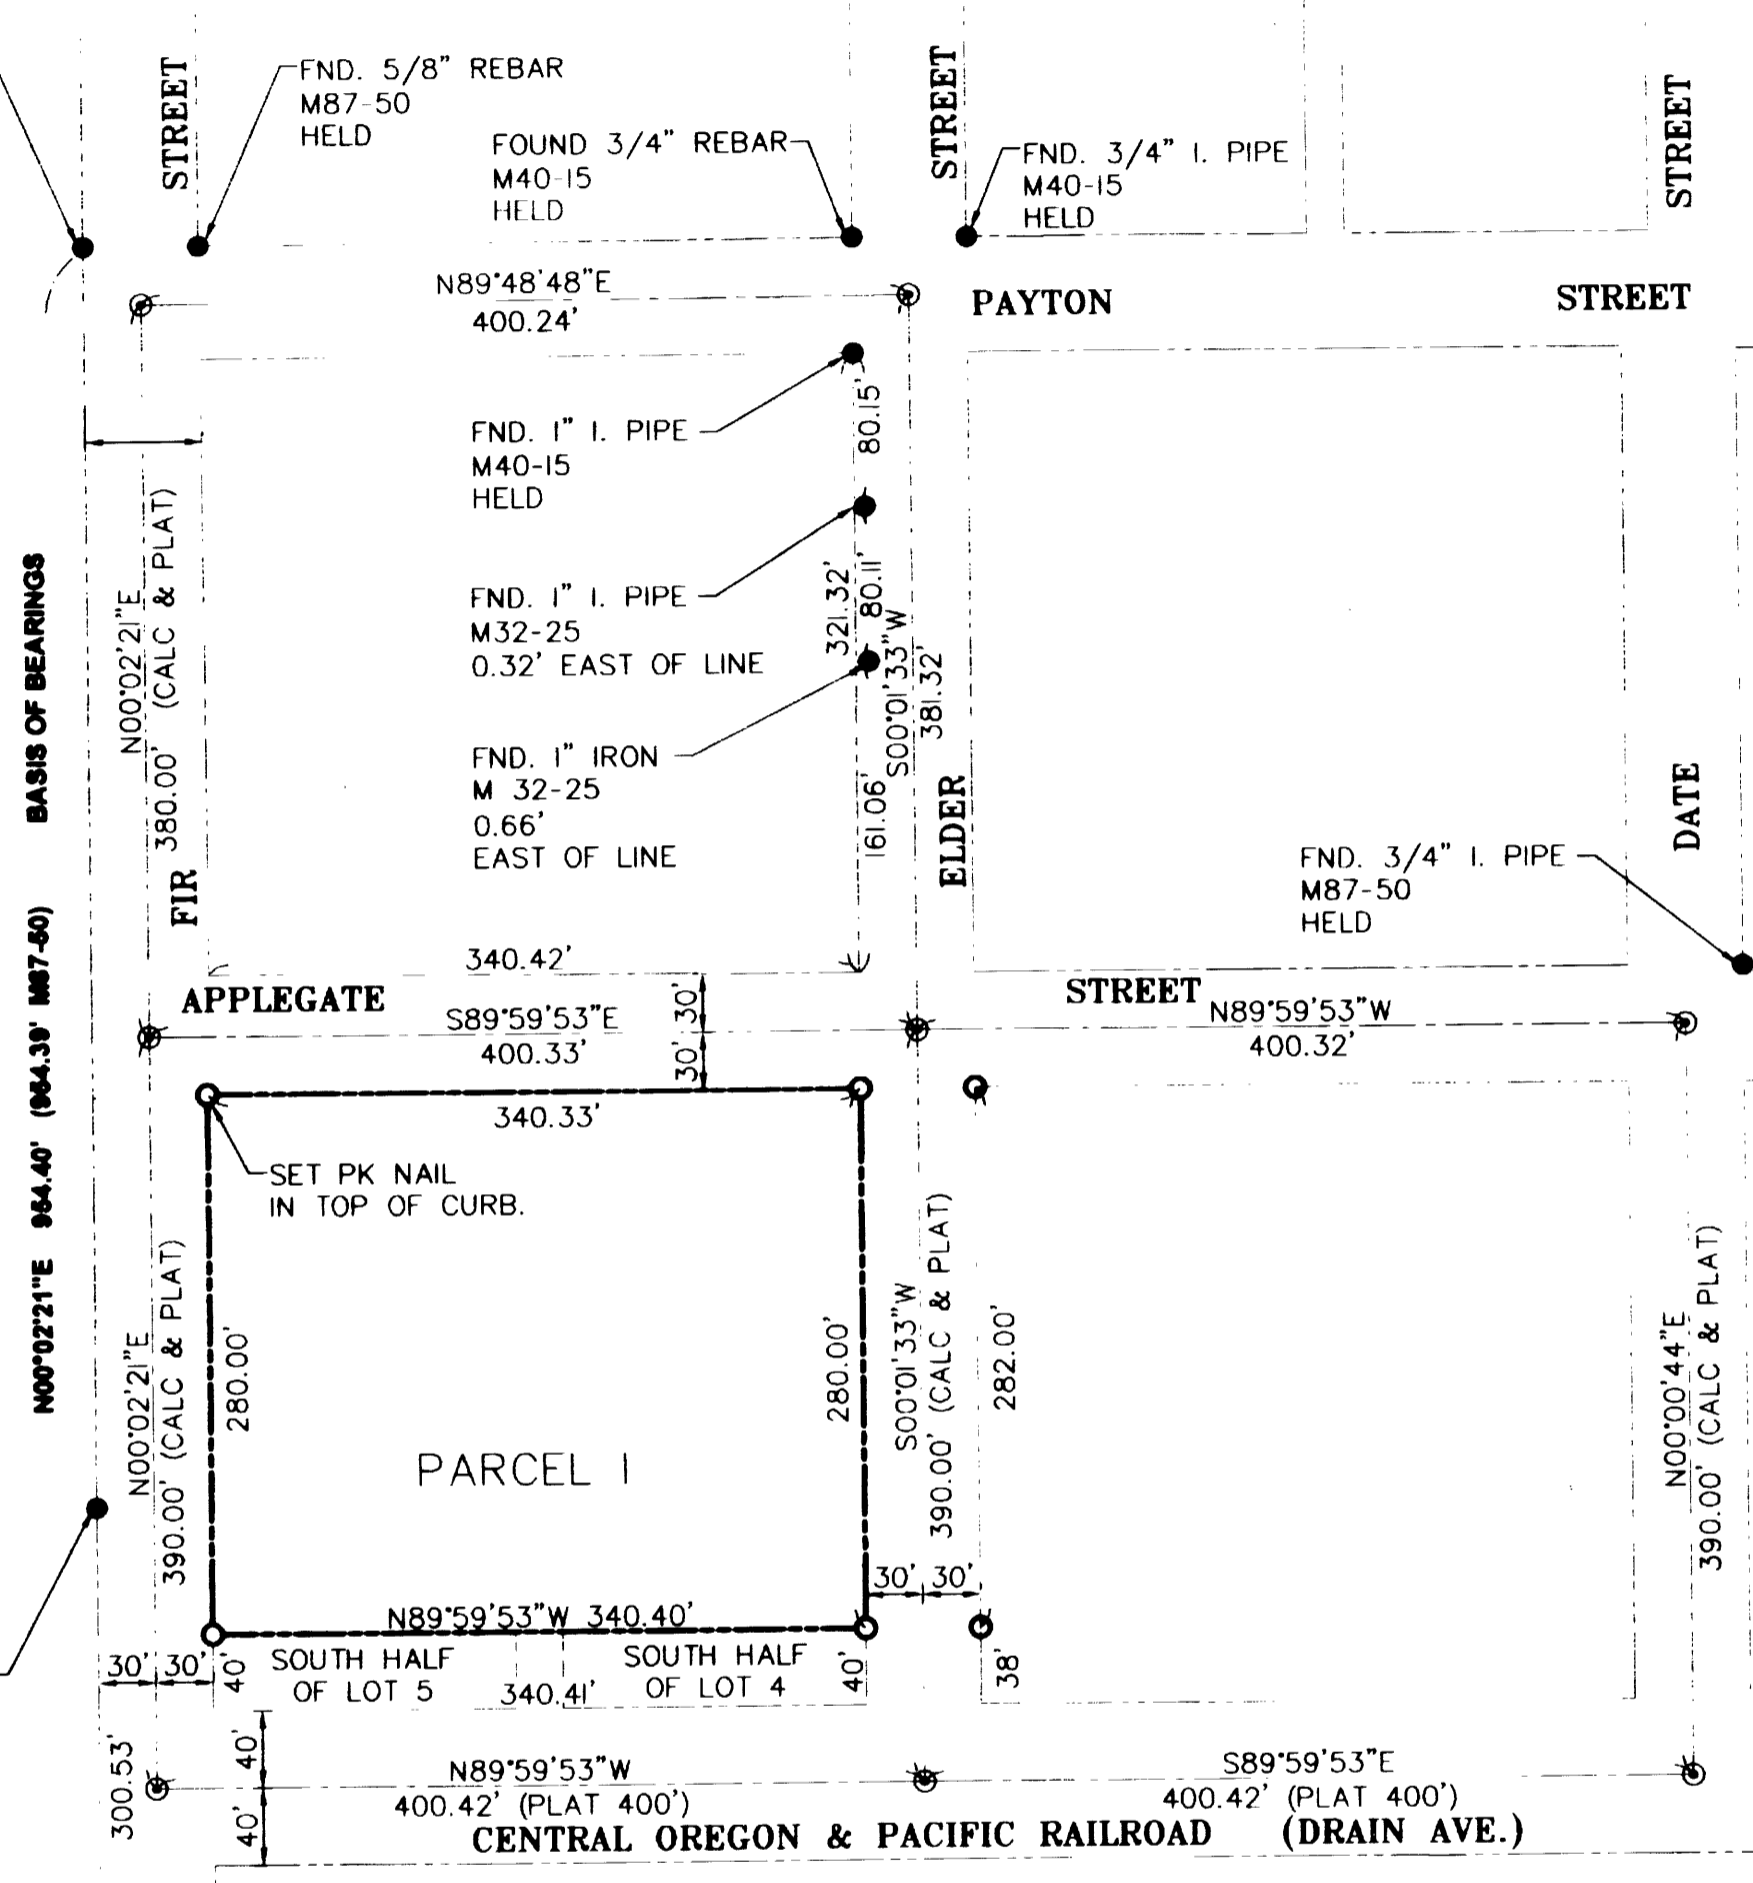 STREET
FND. 5/8" REBAR
M87-50
HELD
FOUND 3/4" REBAR
M40-15
HELD
STREET
FND. 3/4" I. PIPE
M40-15
HELD
STREET
N89°48'48"E
400.24'
PAYTON STREET
FND. 1" I. PIPE
M40-15
HELD
80.15'
FND. 1" I. PIPE
M32-25
0.32' EAST OF LINE
321.32'
80.11'
S00°01'33"W
381.32'
FND. 1" IRON
M 32-25
0.66'
EAST OF LINE
161.06'
ELDER
N00°02'21"E
380.00' (CALC & PLAT)
FIR
BASIS OF BEARINGS
N00°02'21"E 954.40' (954.39' M87-50)
DATE
FND. 3/4" I. PIPE
M87-50
HELD
340.42'
APPLEGATE STREET
S89°59'53"E
400.33'
30'
30'
N89°59'53"W
400.32'
340.33'
SET PK NAIL
IN TOP OF CURB.
N00°02'21"E
390.00' (CALC & PLAT)
280.00'
PARCEL 1
280.00'
S00°01'33"W
390.00' (CALC & PLAT)
282.00'
N00°00'44"E
390.00' (CALC & PLAT)
30' 30'
N89°59'53"W 340.40'
30' 30'
40'
SOUTH HALF
OF LOT 5
340.41'
SOUTH HALF
OF LOT 4
40'
38'
300.53'
40'
40'
N89°59'53"W
400.42' (PLAT 400')
S89°59'53"E
400.42' (PLAT 400')
CENTRAL OREGON & PACIFIC RAILROAD (DRAIN AVE.)